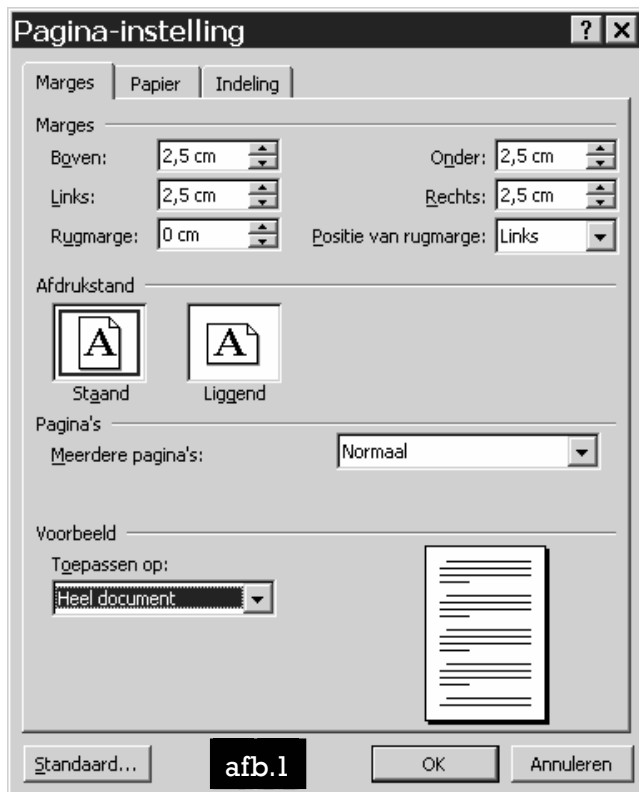 Pagina-instelling
Marges Papier Indeling
Marges
Boven: 2,5 cm Onder: 2,5 cm
Links: 2,5 cm Rechts: 2,5 cm
Rugmarge: 0 cm Positie van rugmarge: Links
Afdrukstand
A A
Staand Liggend
Pagina's
Meerdere pagina's: Normaal
Voorbeeld
Toepassen op:
Heel document
Standaard... afb.1 OK Annuleren